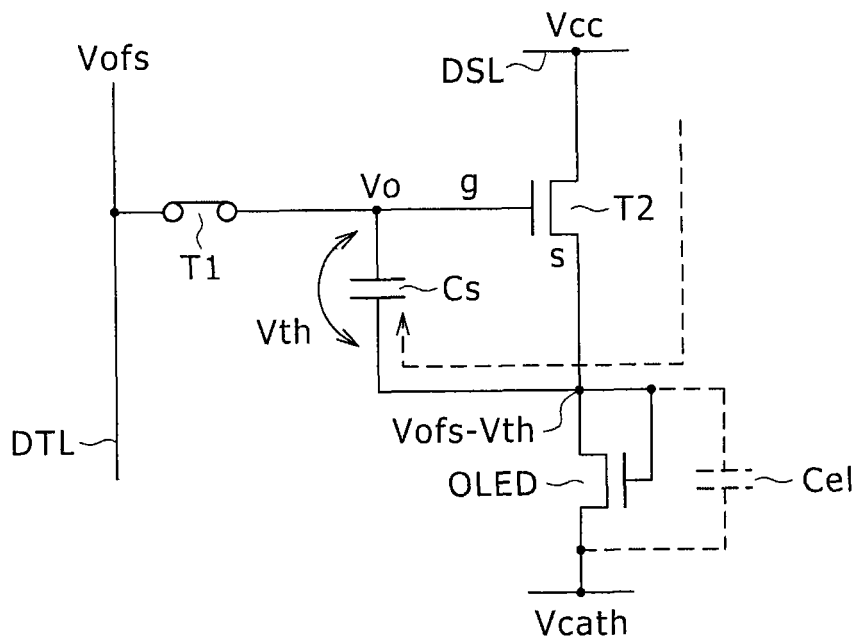 Vcc
Vofs
DSL
Vo
g
T2
T1
s
Cs
Vth
Vofs-Vth
DTL
OLED
Cel
Vcath